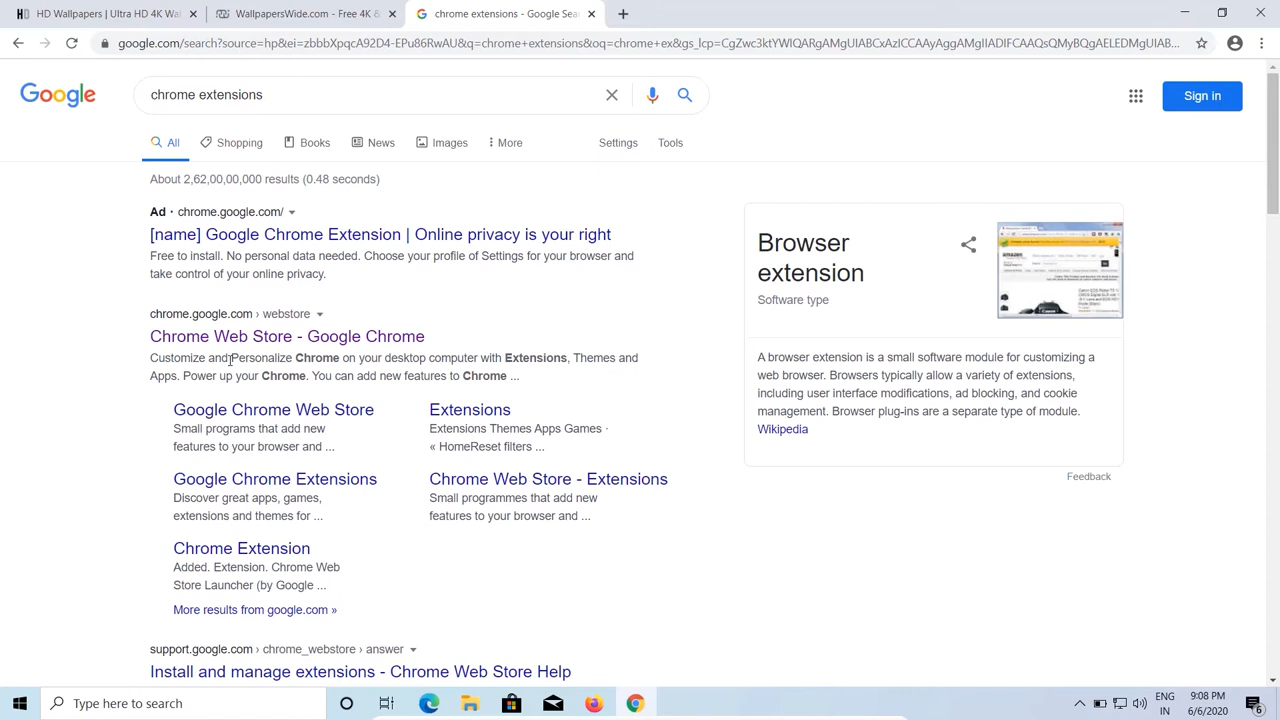 HD Wallpapers | Ultra HD 4K Wa
WallpapersWide.com - Free 4K &
chrome extensions - Google Sea
google.com/search?source=hp&ei=zbbbXpqcA92D4-EPu86RwAU&q=chrome+extensions&oq=chrome+ex&gs_lcp=CgZwc3ktYWIQARgAMgUIABCxAzICCAAyAggAMgIIADIFCAAQsQMyBQgAELEDMgUIAB...
Google
chrome extensions
Sign in
All
Shopping
Books
News
Images
More
Settings
Tools
About 2,62,00,00,000 results (0.48 seconds)
Ad · chrome.google.com/
[name] Google Chrome Extension | Online privacy is your right
Free to install. No personal data needed. Choose your profile of Settings for your browser and
take control of your online privacy.
chrome.google.com › webstore
Chrome Web Store - Google Chrome
Customize and Personalize Chrome on your desktop computer with Extensions, Themes and
Apps. Power up your Chrome. You can add new features to Chrome ...
Google Chrome Web Store
Small programs that add new
features to your browser and ...
Extensions
Extensions Themes Apps Games ·
« HomeReset filters ...
Google Chrome Extensions
Discover great apps, games,
extensions and themes for ...
Chrome Web Store - Extensions
Small programmes that add new
features to your browser and ...
Chrome Extension
Added. Extension. Chrome Web
Store Launcher (by Google ...
More results from google.com »
support.google.com › chrome_webstore › answer
Install and manage extensions - Chrome Web Store Help
Browser
extension
Software type
A browser extension is a small software module for customizing a
web browser. Browsers typically allow a variety of extensions,
including user interface modifications, ad blocking, and cookie
management. Browser plug-ins are a separate type of module.
Wikipedia
Feedback
Type here to search
ENG
IN
9:08 PM
6/6/2020
6